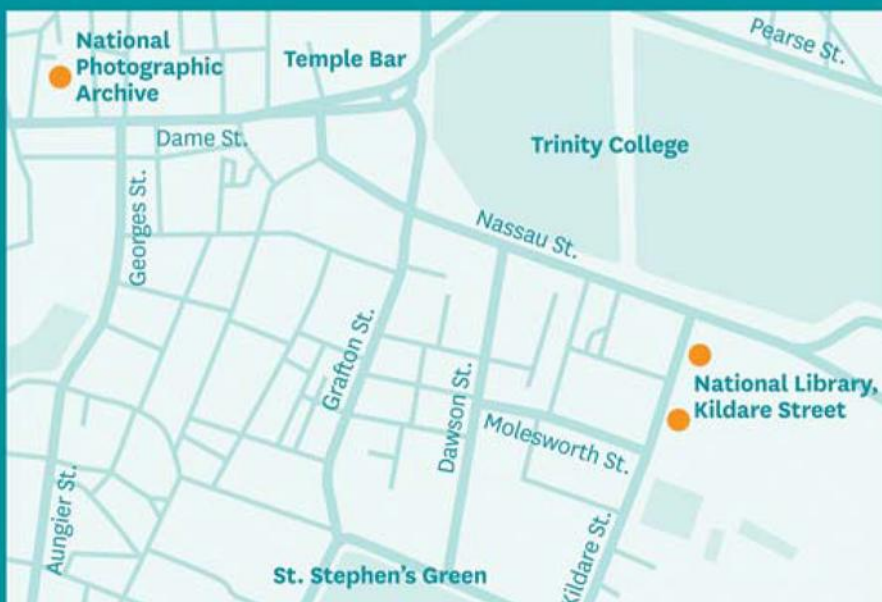 National
Photographic
Archive
Temple Bar
Pearse St.
Dame St.
Trinity College
Georges St.
Nassau St.
Grafton St.
Dawson St.
National Library,
Kildare Street
Molesworth St.
Aungier St.
Kildare St.
St. Stephen's Green